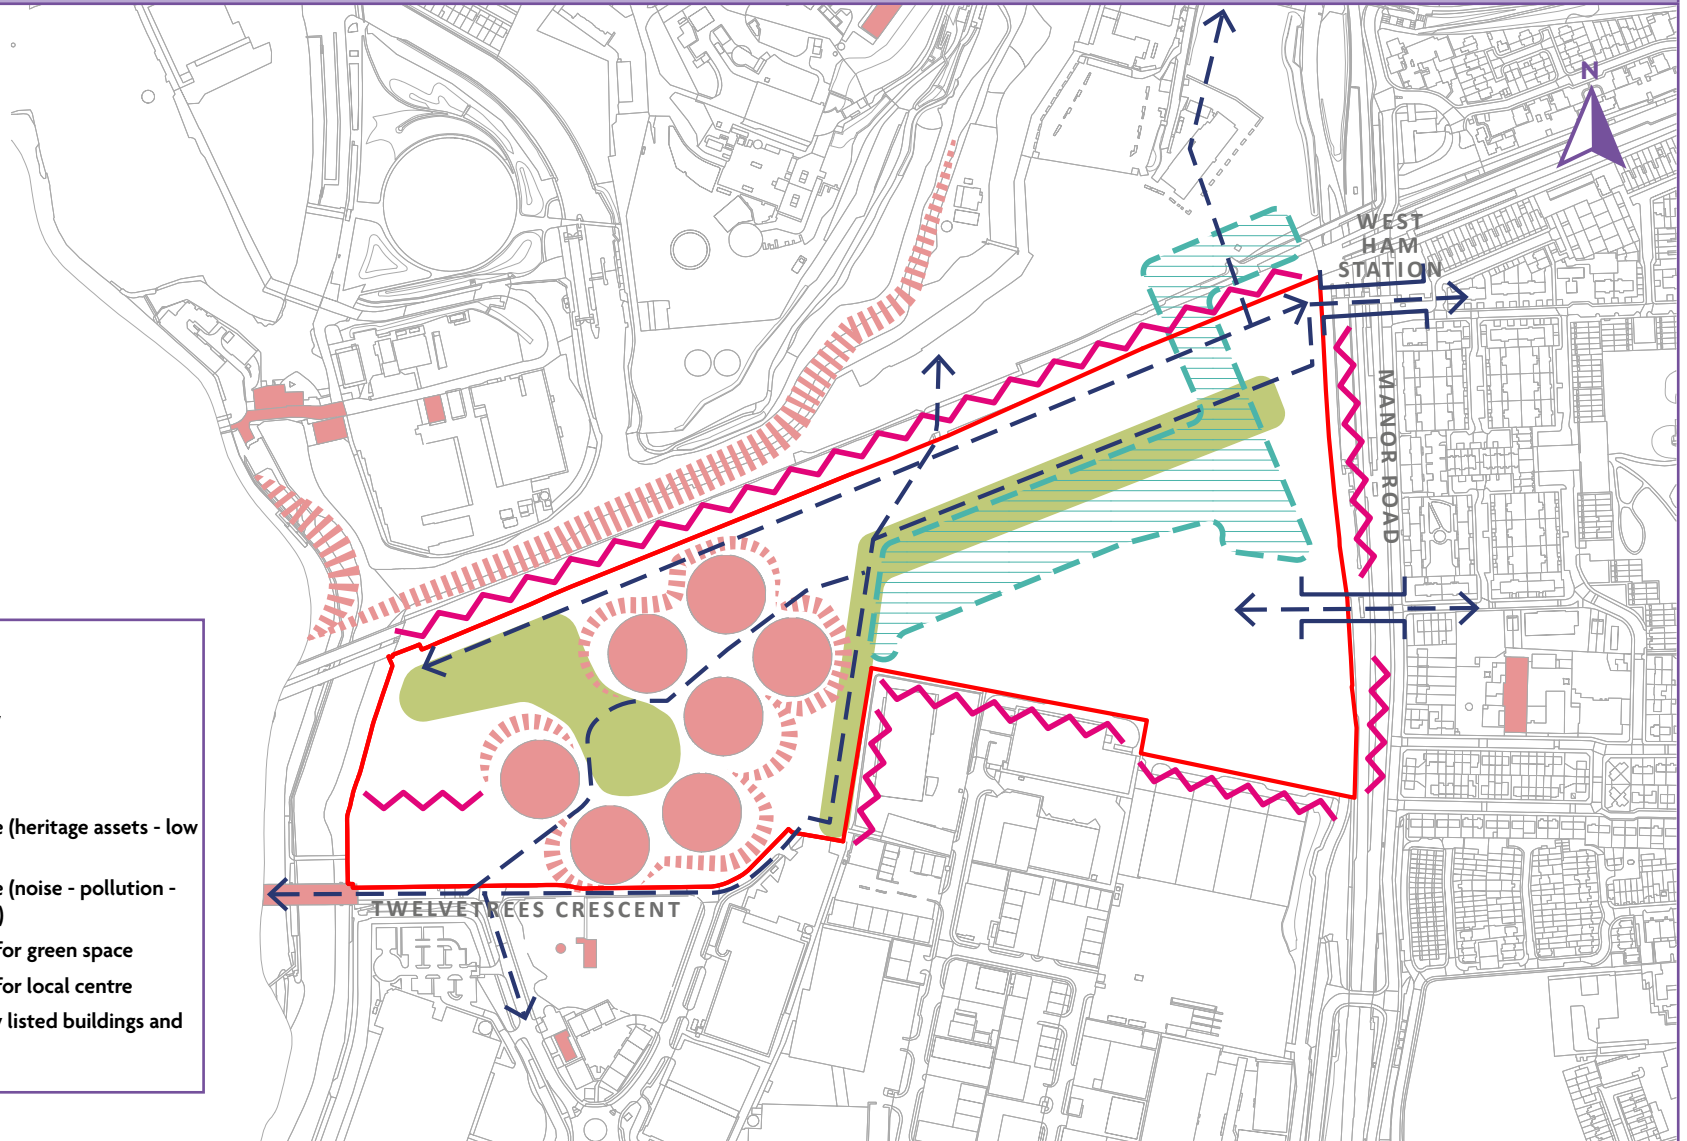 N
WEST
HAM
STATION
MANOR ROAD
TWELVETREES CRESCENT
(heritage assets - low
(noise - pollution -
)
for green space
for local centre
listed buildings and